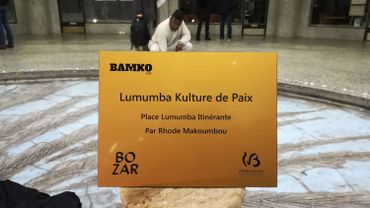 BAMKO
Lumumba Kulture de Paix
Place Lumumba Itinérante
Par Rhode Makoumbou
BO
ZAR